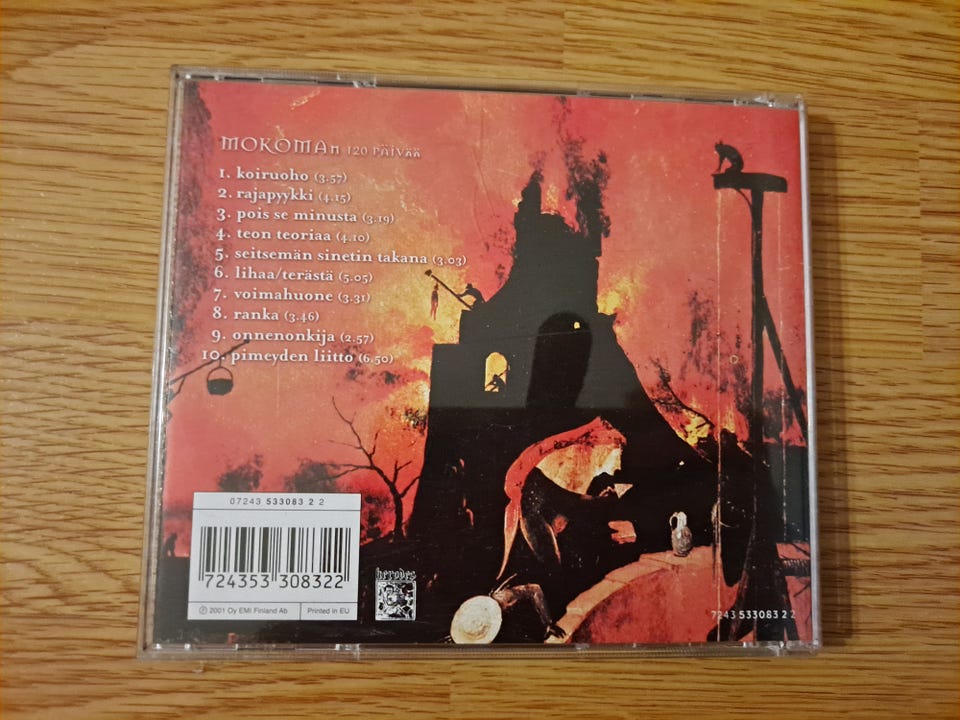 MOKOMAn 120 PÄIVÄÄ
1. koiruoho (3.57)
2. rajapyykki (4.15)
3. pois se minusta (3.19)
4. teon teoriaa (4.10)
5. seitsemän sinetin takana (3.03)
6. lihaa/terästä (5.05)
7. voimahuone (3.31)
8. ranka (3.46)
9. onnenonkija (2.57)
10. pimeyden liitto (6.50)
07243 533083 2 2
724353 308322
℗ 2001 Oy EMI Finland Ab
Printed in EU
herodes
7243 533083 2 2